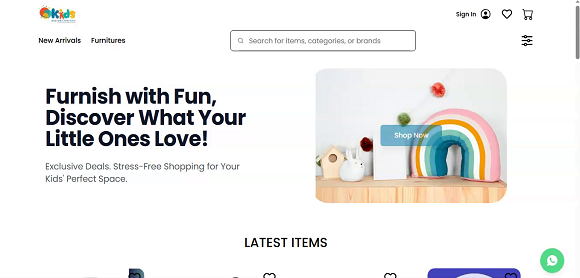 Kids
Sign In
New Arrivals
Furnitures
Search for items, categories, or brands
Furnish with Fun,
Discover What Your
Little Ones Love!
Shop Now
Exclusive Deals. Stress-Free Shopping for Your
Kids' Perfect Space.
LATEST ITEMS